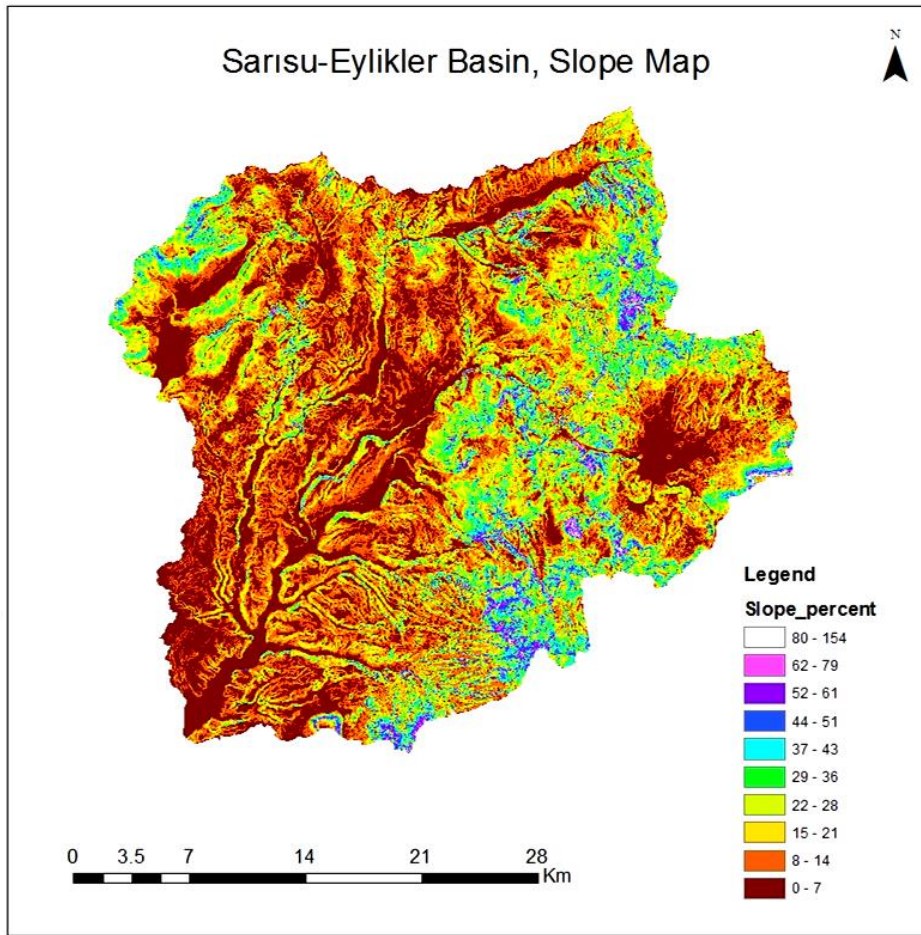 N
Sarısu-Eylikler Basin, Slope Map
Legend
Slope_percent
80 - 154
62 - 79
52 - 61
44 - 51
37 - 43
29 - 36
22 - 28
15 - 21
8 - 14
0 - 7
0 3.5 7 14 21 28
Km